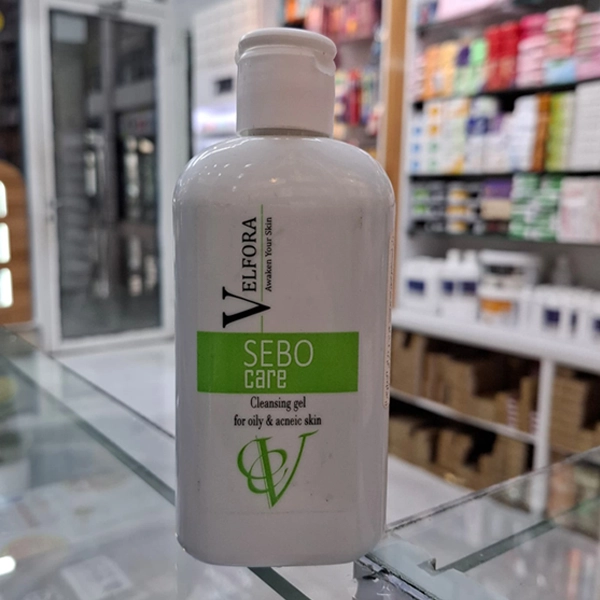 VELFORA
Awaken Your Skin
SEBO
care
Cleansing gel
for oily & acneic skin